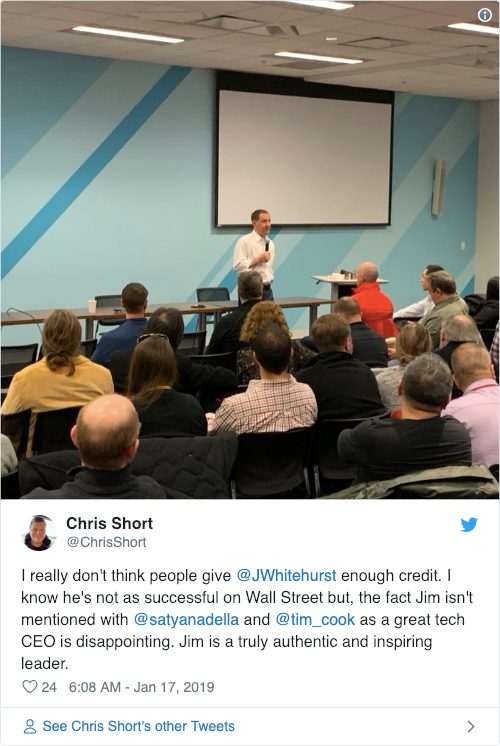 Chris Short
@ChrisShort
I really don't think people give @JWhitehurst enough credit. I
know he's not as successful on Wall Street but, the fact Jim isn't
mentioned with @satyanadella and @tim_cook as a great tech
CEO is disappointing. Jim is a truly authentic and inspiring
leader.
24 6:08 AM - Jan 17, 2019
See Chris Short's other Tweets